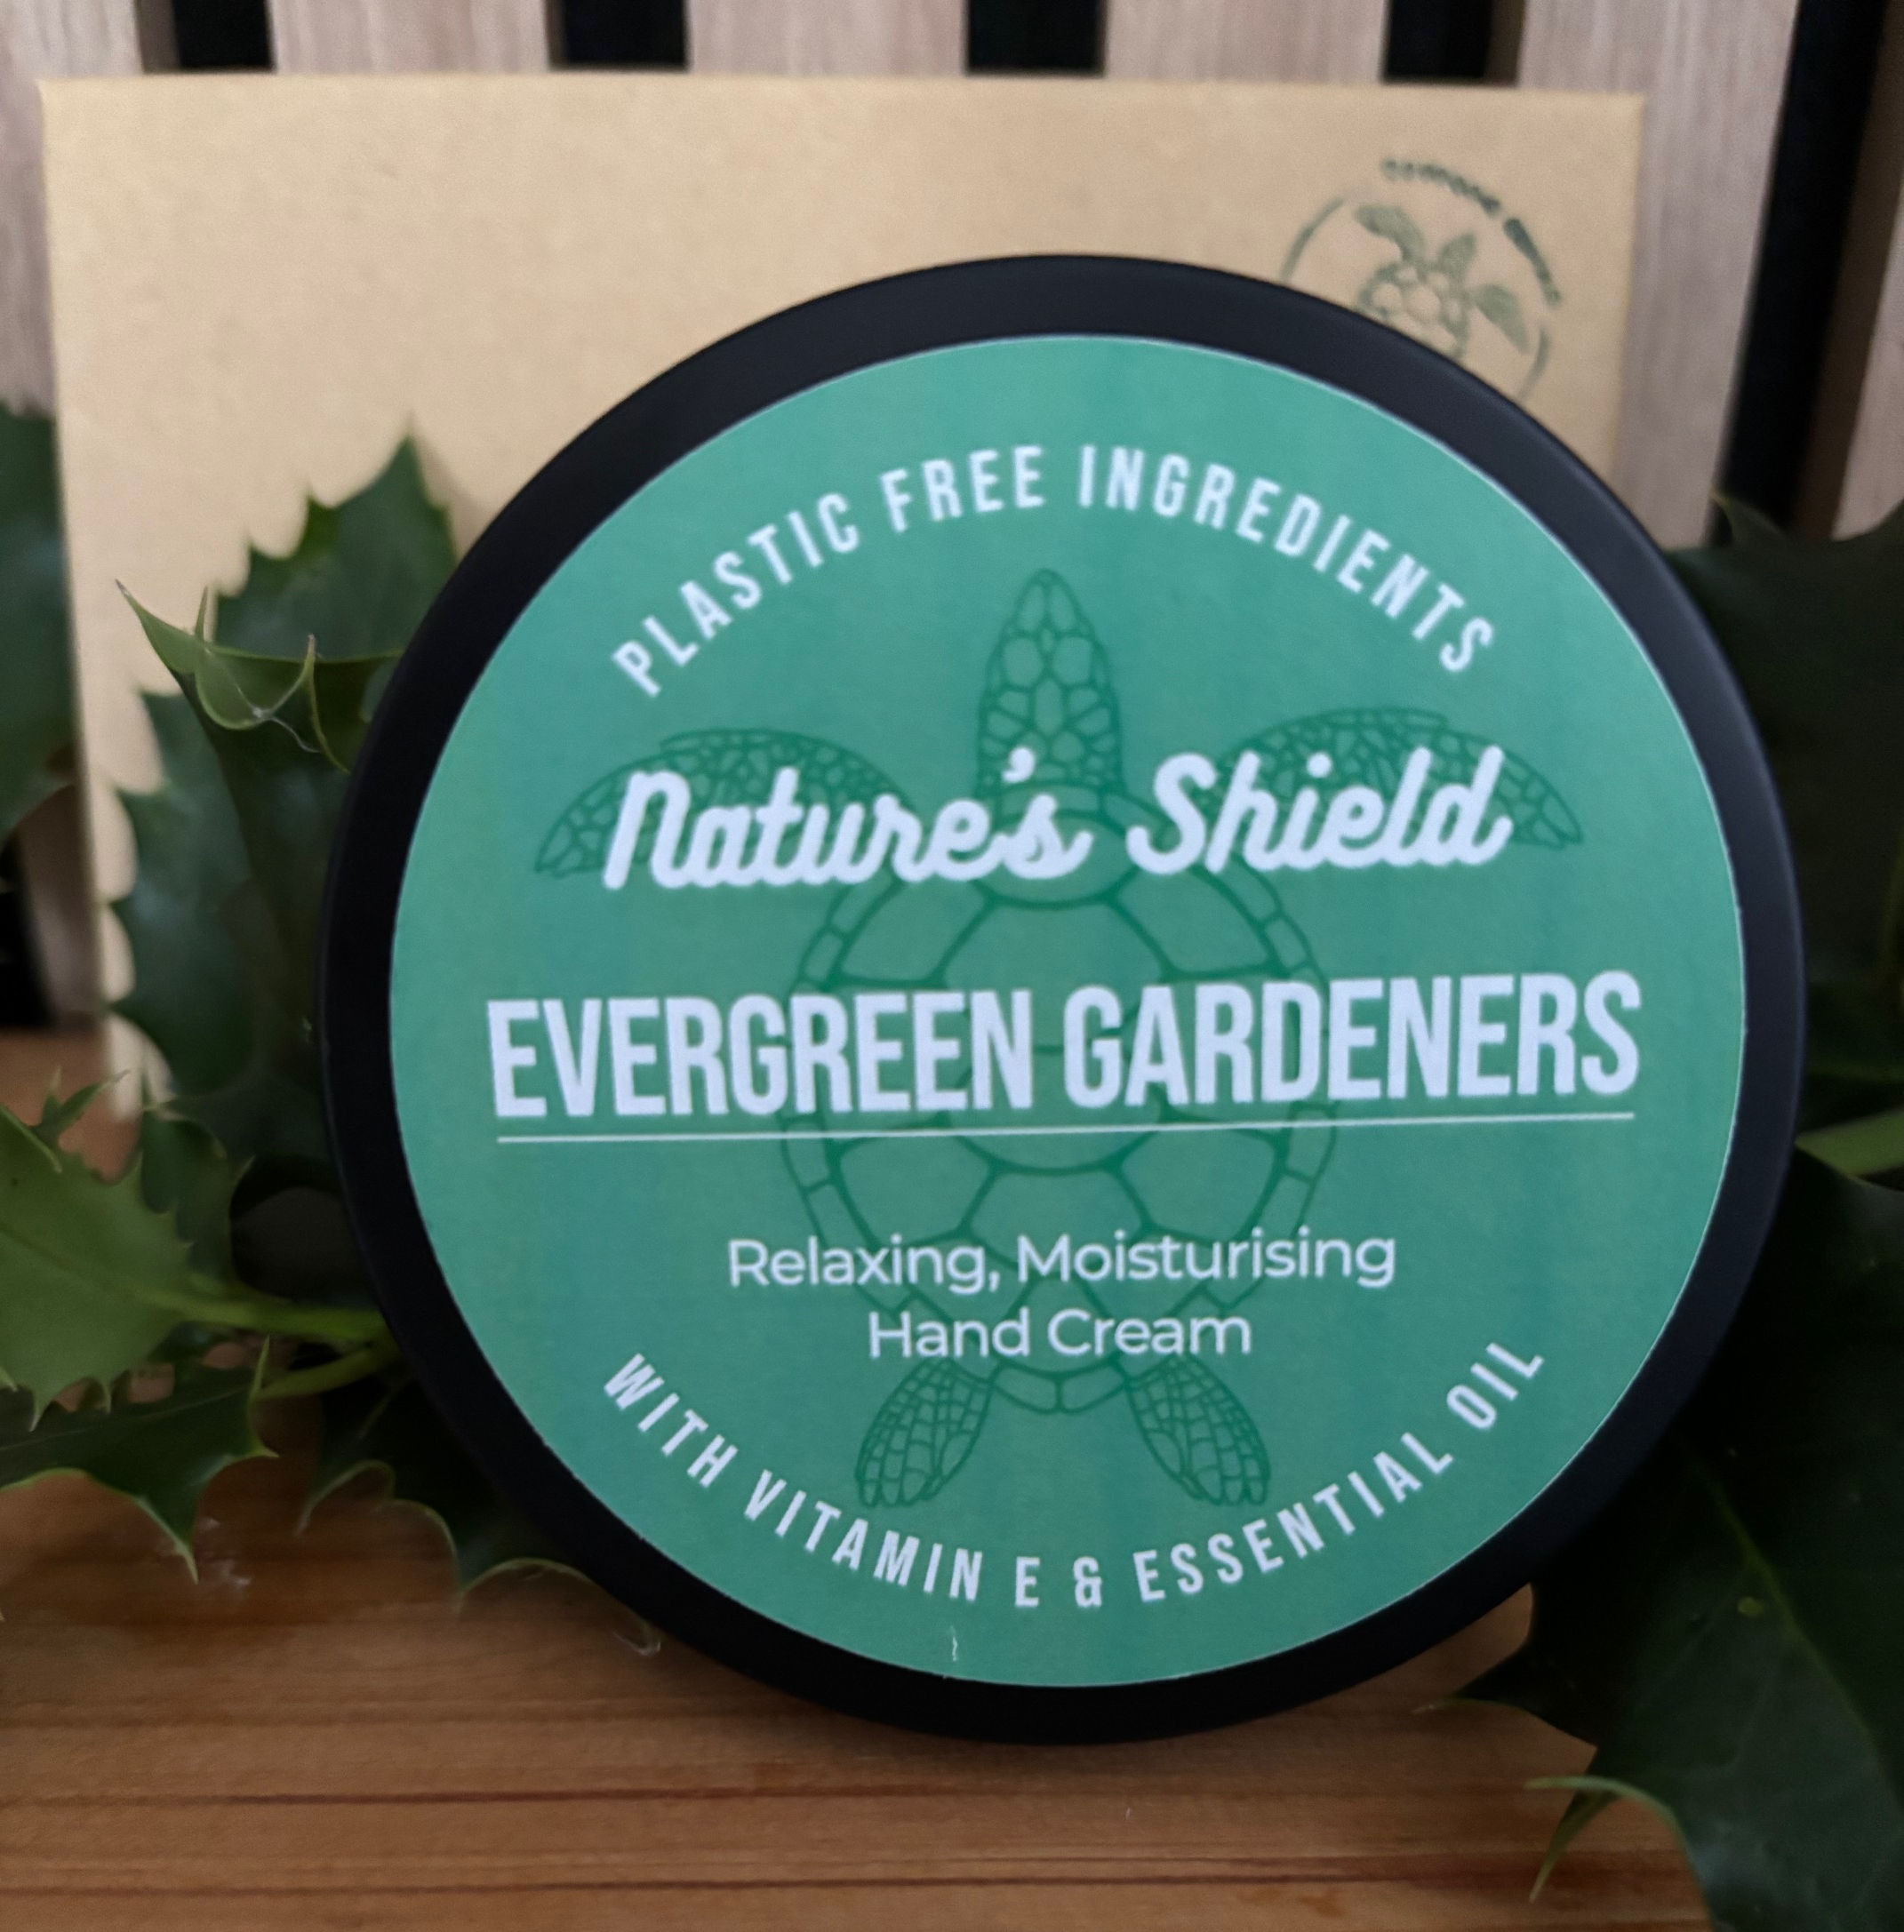 PLASTIC FREE INGREDIENTS
Nature's Shield
EVERGREEN GARDENERS
Relaxing, Moisturising
Hand Cream
WITH VITAMIN E & ESSENTIAL OIL